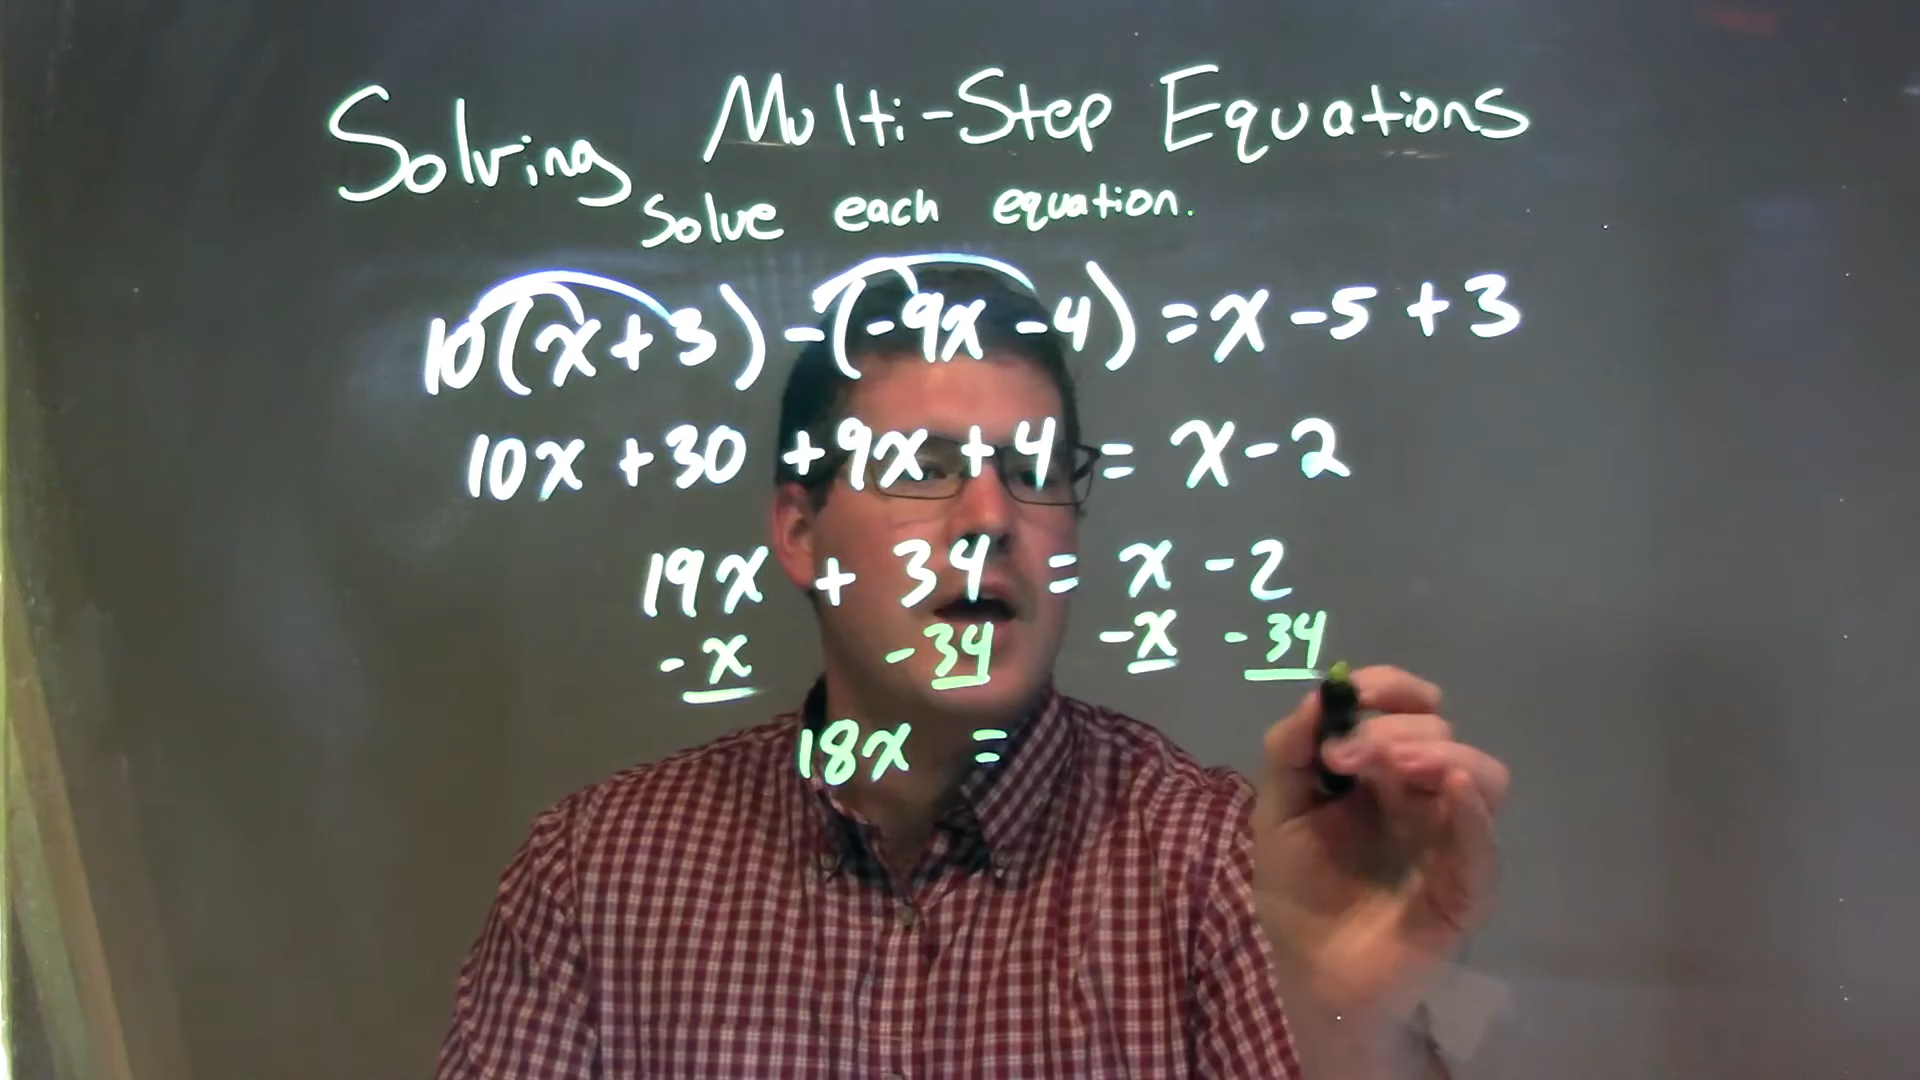 Solving Multi-Step Equations
Solve each equation.
10(x+3)-(-9x-4)=x-5+3
10x+30+9x+4=x-2
19x+34=x-2
-x -34 -x -34
18x =